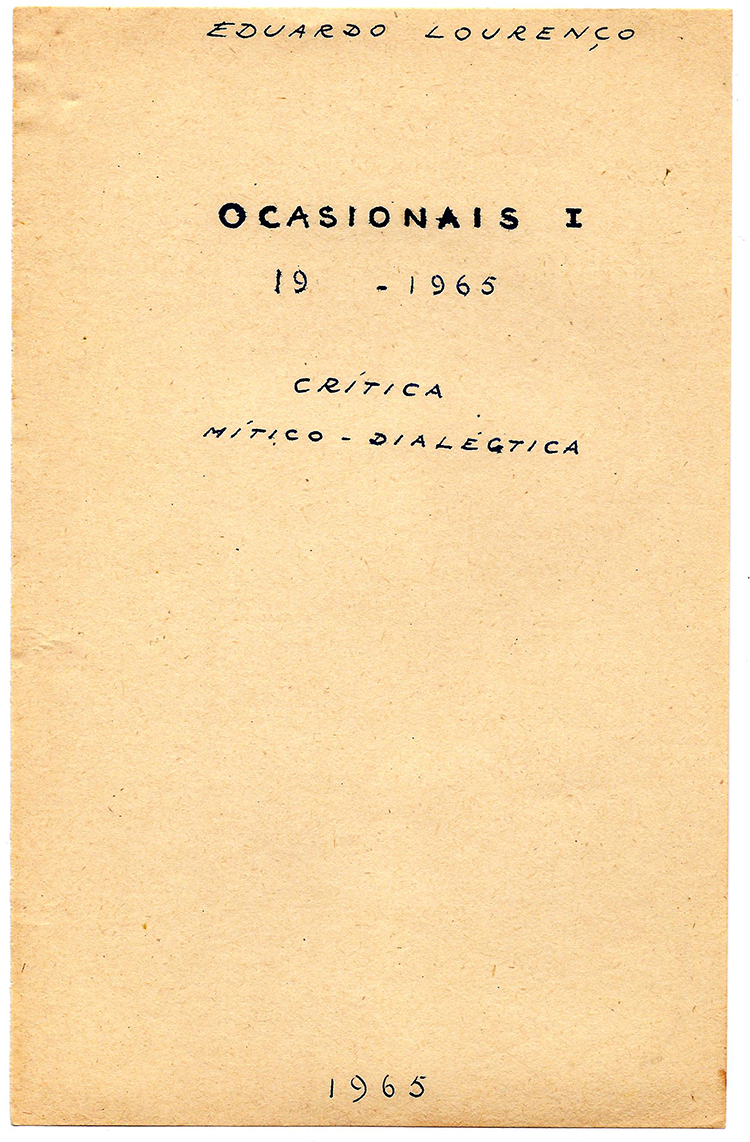 EDUARDO LOURENÇO
OCASIONAIS I
19 - 1965
CRÍTICA
MÍTICO - DIALÉCTICA
1965